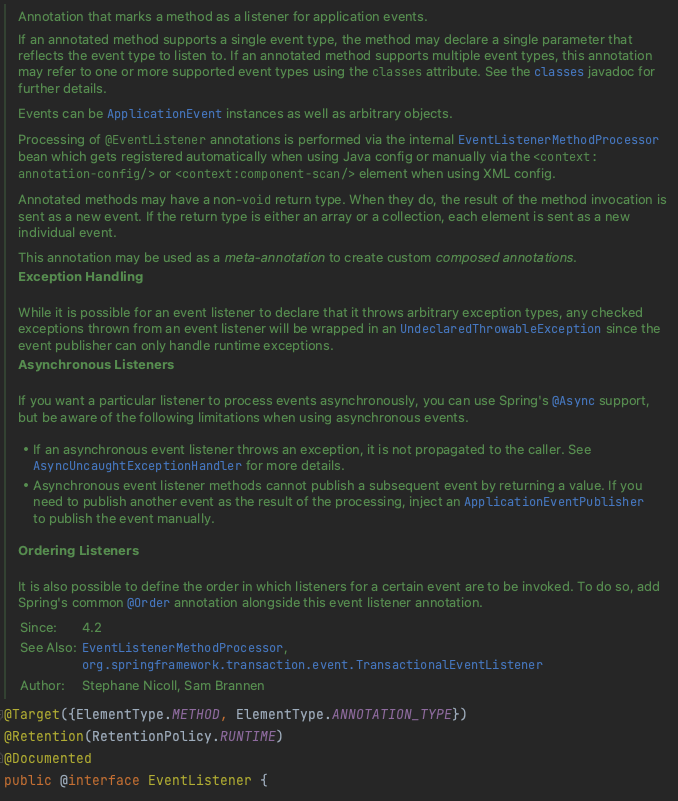 Annotation that marks a method as a listener for application events.
If an annotated method supports a single event type, the method may declare a single parameter that
reflects the event type to listen to. If an annotated method supports multiple event types, this annotation
may refer to one or more supported event types using the classes attribute. See the classes javadoc for
further details.
Events can be ApplicationEvent instances as well as arbitrary objects.
Processing of @EventListener annotations is performed via the internal EventListenerMethodProcessor
bean which gets registered automatically when using Java config or manually via the <context:
annotation-config/> or <context:component-scan/> element when using XML config.
Annotated methods may have a non-void return type. When they do, the result of the method invocation is
sent as a new event. If the return type is either an array or a collection, each element is sent as a new
individual event.
This annotation may be used as a meta-annotation to create custom composed annotations.
Exception Handling
While it is possible for an event listener to declare that it throws arbitrary exception types, any checked
exceptions thrown from an event listener will be wrapped in an UndeclaredThrowableException since the
event publisher can only handle runtime exceptions.
Asynchronous Listeners
If you want a particular listener to process events asynchronously, you can use Spring's @Async support,
but be aware of the following limitations when using asynchronous events.
• If an asynchronous event listener throws an exception, it is not propagated to the caller. See
AsyncUncaughtExceptionHandler for more details.
• Asynchronous event listener methods cannot publish a subsequent event by returning a value. If you
need to publish another event as the result of the processing, inject an ApplicationEventPublisher
to publish the event manually.
Ordering Listeners
It is also possible to define the order in which listeners for a certain event are to be invoked. To do so, add
Spring's common @Order annotation alongside this event listener annotation.
Since: 4.2
See Also: EventListenerMethodProcessor,
org.springframework.transaction.event.TransactionalEventListener
Author: Stephane Nicoll, Sam Brannen
@Target({ElementType.METHOD, ElementType.ANNOTATION_TYPE})
@Retention(RetentionPolicy.RUNTIME)
@Documented
public @interface EventListener {